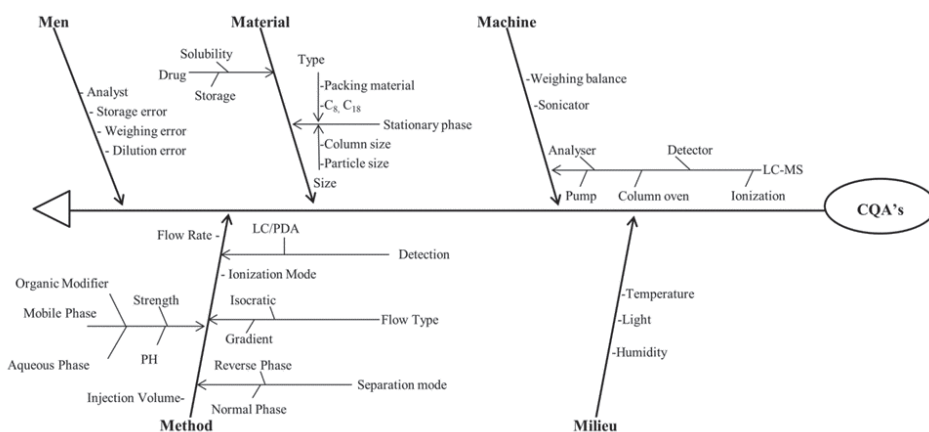 Men
Material
Machine
Solubility
Drug
Storage
Type
-Packing material
-C8, C18
Stationary phase
-Column size
-Particle size
Size
- Analyst
- Storage error
- Weighing error
- Dilution error
-Weighing balance
-Sonicator
Analyser
Detector
LC-MS
Pump
Column oven
Ionization
CQA's
Flow Rate -
LC/PDA
Detection
- Ionization Mode
Organic Modifier
Strength
Mobile Phase
Isocratic
Flow Type
Gradient
Aqueous Phase
PH
Reverse Phase
Separation mode
Injection Volume-
Normal Phase
Method
-Temperature
-Light
-Humidity
Milieu